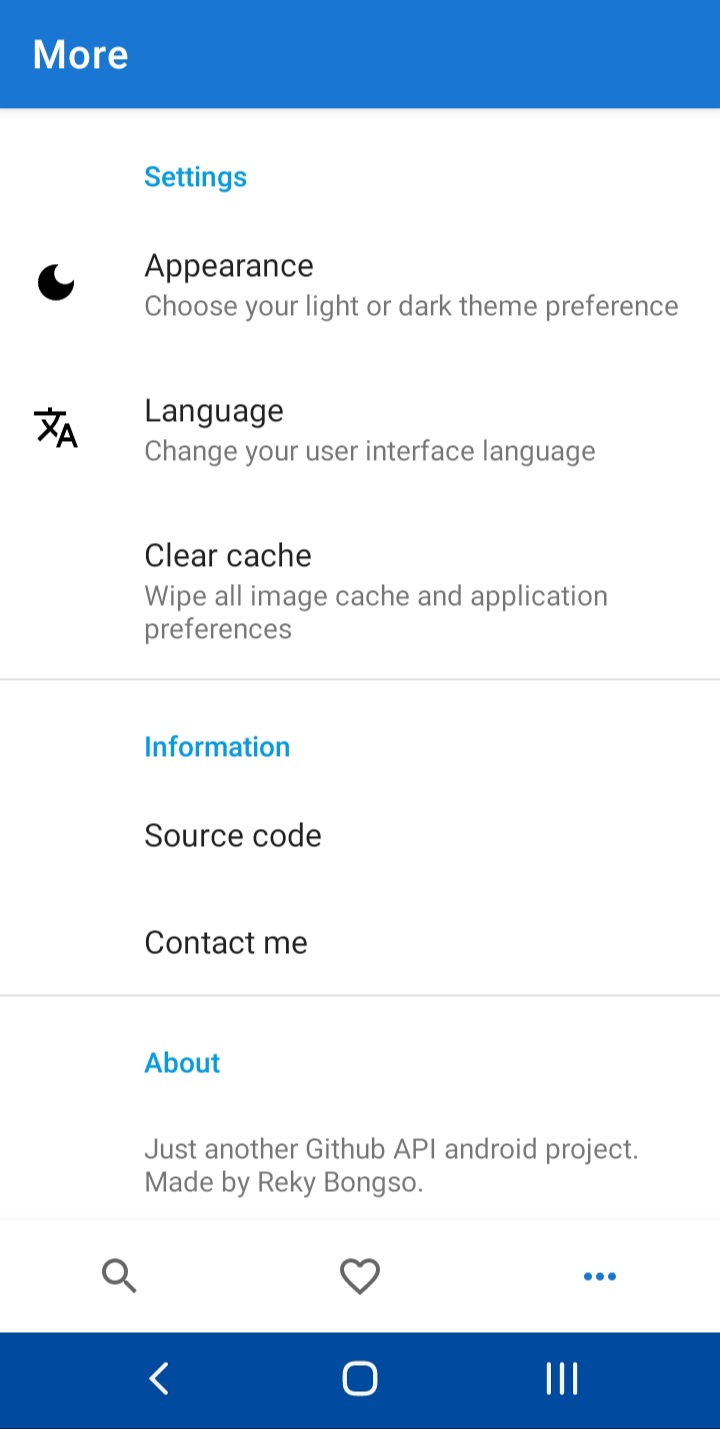 More
Settings
Appearance
Choose your light or dark theme preference
Language
Change your user interface language
Clear cache
Wipe all image cache and application
preferences
Information
Source code
Contact me
About
Just another Github API android project.
Made by Reky Bongso.